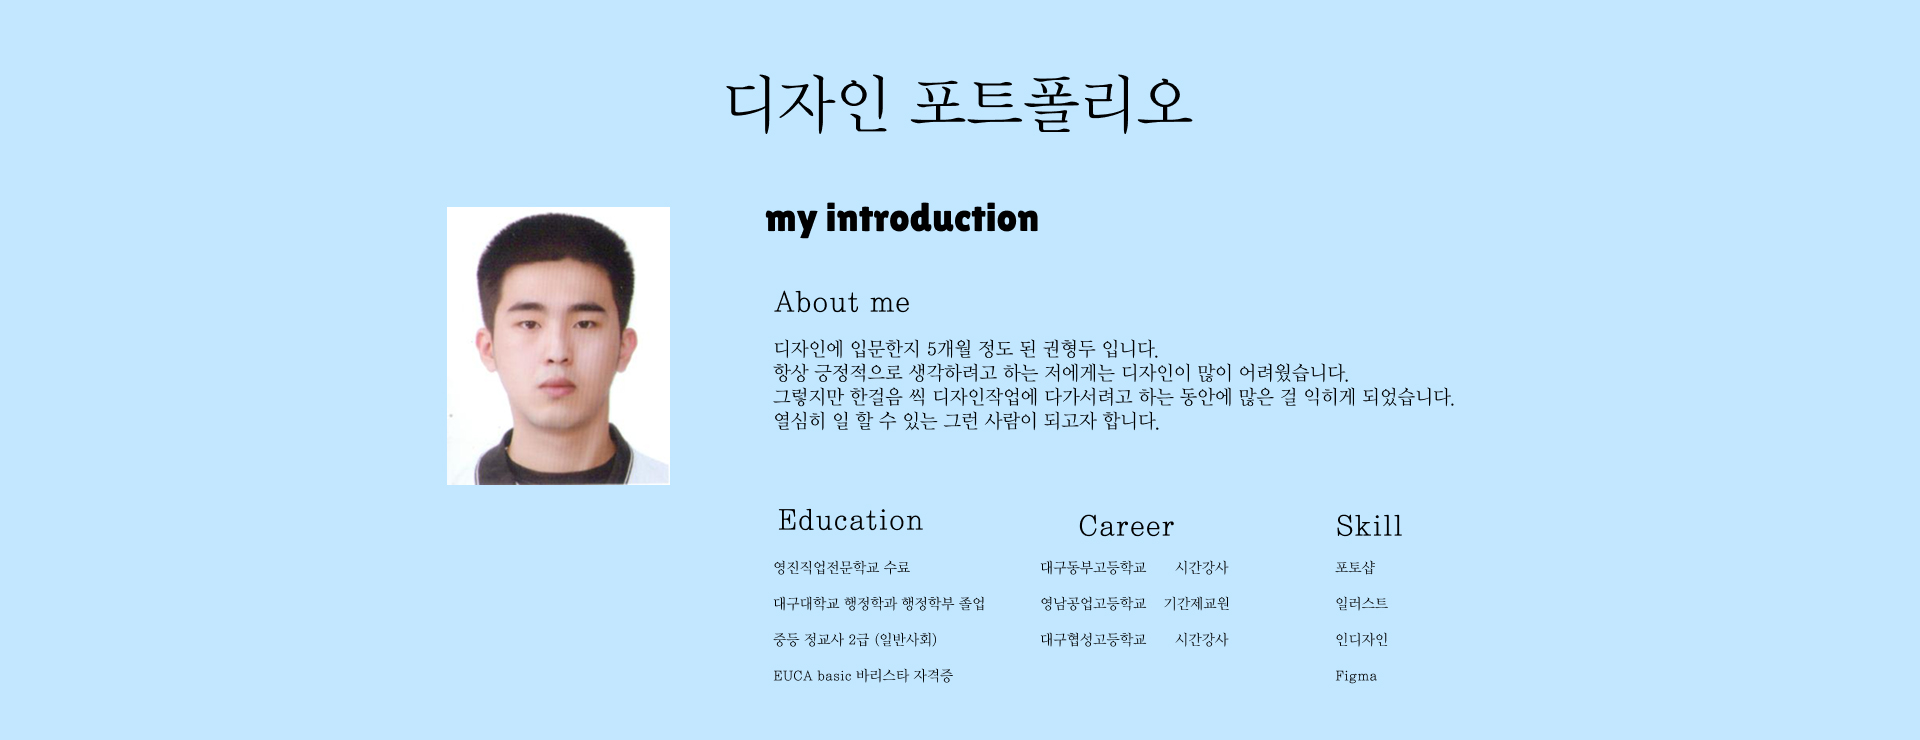 디자인 포트폴리오
my introduction
About me
디자인에 입문한지 5개월 정도 된 권형두 입니다.
항상 긍정적으로 생각하려고 하는 저에게는 디자인이 많이 어려웠습니다.
그렇지만 한걸음 씩 디자인작업에 다가서려고 하는 동안에 많은 걸 익히게 되었습니다.
열심히 일 할 수 있는 그런 사람이 되고자 합니다.
Education
영진직업전문학교 수료
대구대학교 행정학과 행정학부 졸업
중등 정교사 2급 (일반사회)
EUCA basic 바리스타 자격증
Career
대구동부고등학교 시간강사
영남공업고등학교 기간제교원
대구협성고등학교 시간강사
Skill
포토샵
일러스트
인디자인
Figma